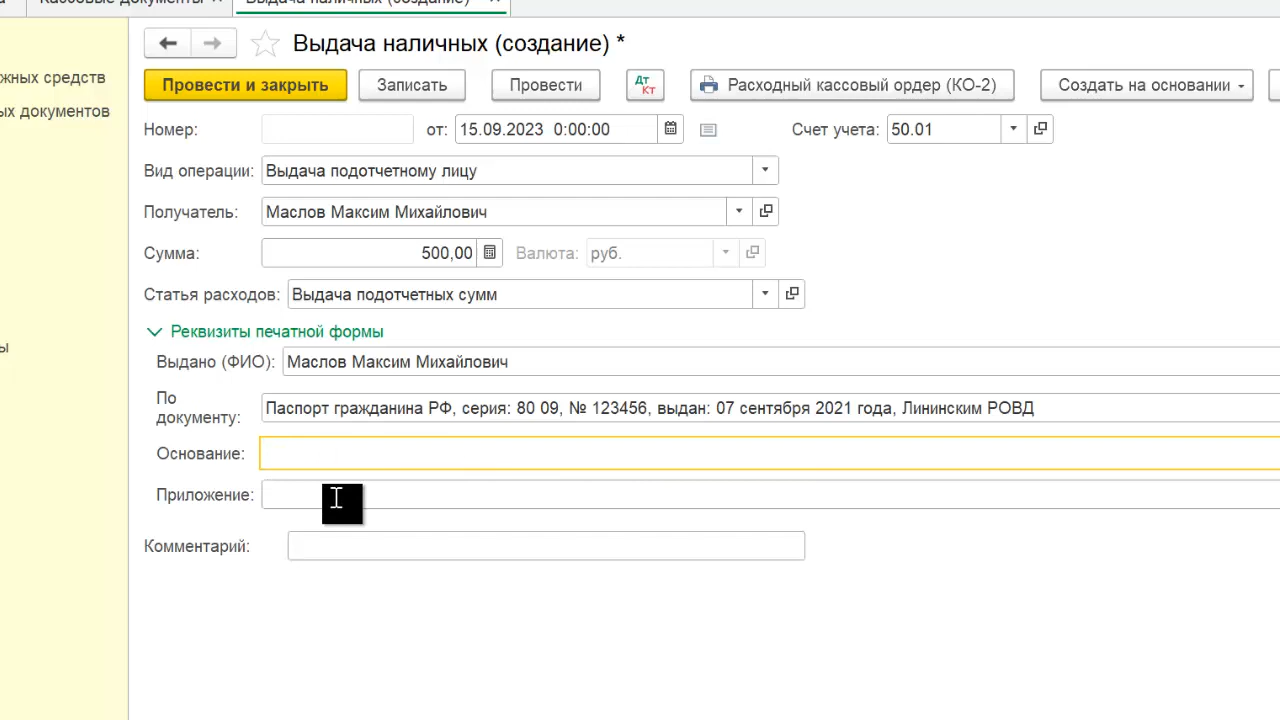 Кассовые документы ×
Выдача наличных (создание) ×
Выдача наличных (создание) *
Провести и закрыть Записать Провести Дт Кт Расходный кассовый ордер (КО-2) Создать на основании
жных средств
ых документов
Номер: от: 15.09.2023 0:00:00 Счет учета: 50.01
Вид операции: Выдача подотчетному лицу
Получатель: Маслов Максим Михайлович
Сумма: 500,00 Валюта: руб.
Статья расходов: Выдача подотчетных сумм
Реквизиты печатной формы
ы
Выдано (ФИО): Маслов Максим Михайлович
По документу: Паспорт гражданина РФ, серия: 80 09, № 123456, выдан: 07 сентября 2021 года, Лининским РОВД
Основание:
Приложение:
Комментарий: